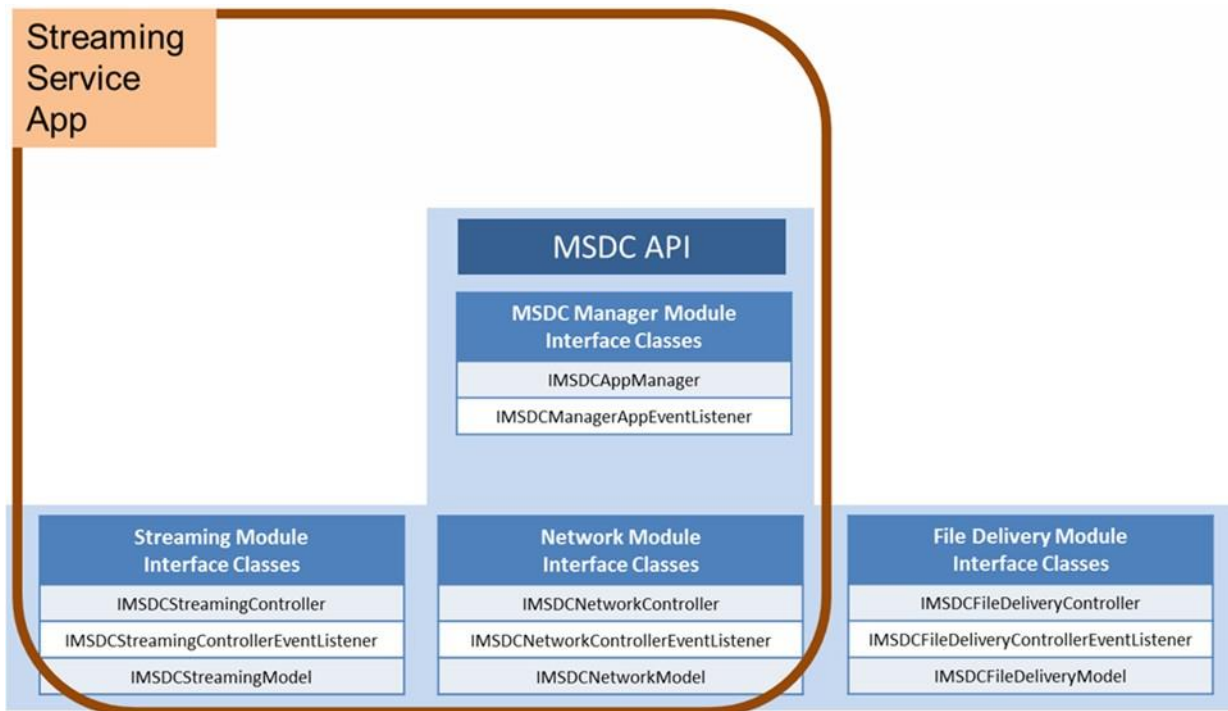 Streaming
Service
App
MSDC API
MSDC Manager Module
Interface Classes
IMSDCAppManager
IMSDCManagerAppEventListener
Streaming Module
Interface Classes
IMSDCStreamingController
IMSDCStreamingControllerEventListener
IMSDCStreamingModel
Network Module
Interface Classes
IMSDCNetworkController
IMSDCNetworkControllerEventListener
IMSDCNetworkModel
File Delivery Module
Interface Classes
IMSDCFileDeliveryController
IMSDCFileDeliveryControllerEventListener
IMSDCFileDeliveryModel